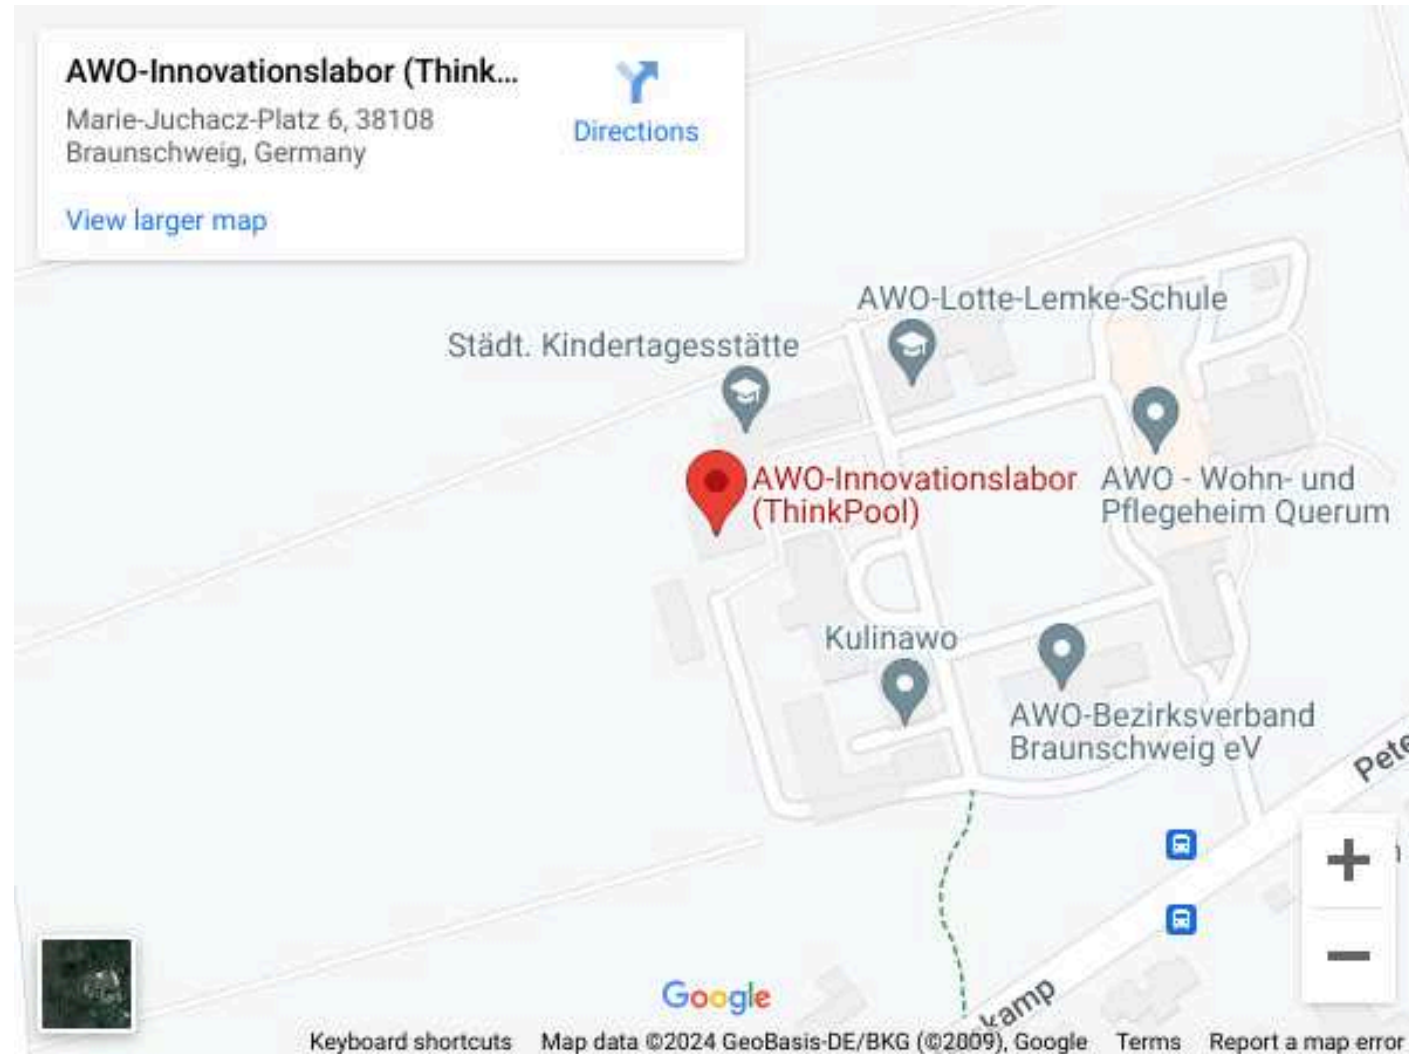 AWO-Innovationslabor (Think...
Marie-Juchacz-Platz 6, 38108
Braunschweig, Germany
Directions
View larger map
AWO-Lotte-Lemke-Schule
Städt. Kindertagesstätte
AWO-Innovationslabor
(ThinkPool)
AWO - Wohn- und
Pflegeheim Querum
Kulinawo
AWO-Bezirksverband
Braunschweig eV
Pete
+
−
kamp
Google
Keyboard shortcuts
Map data ©2024 GeoBasis-DE/BKG (©2009), Google
Terms
Report a map error